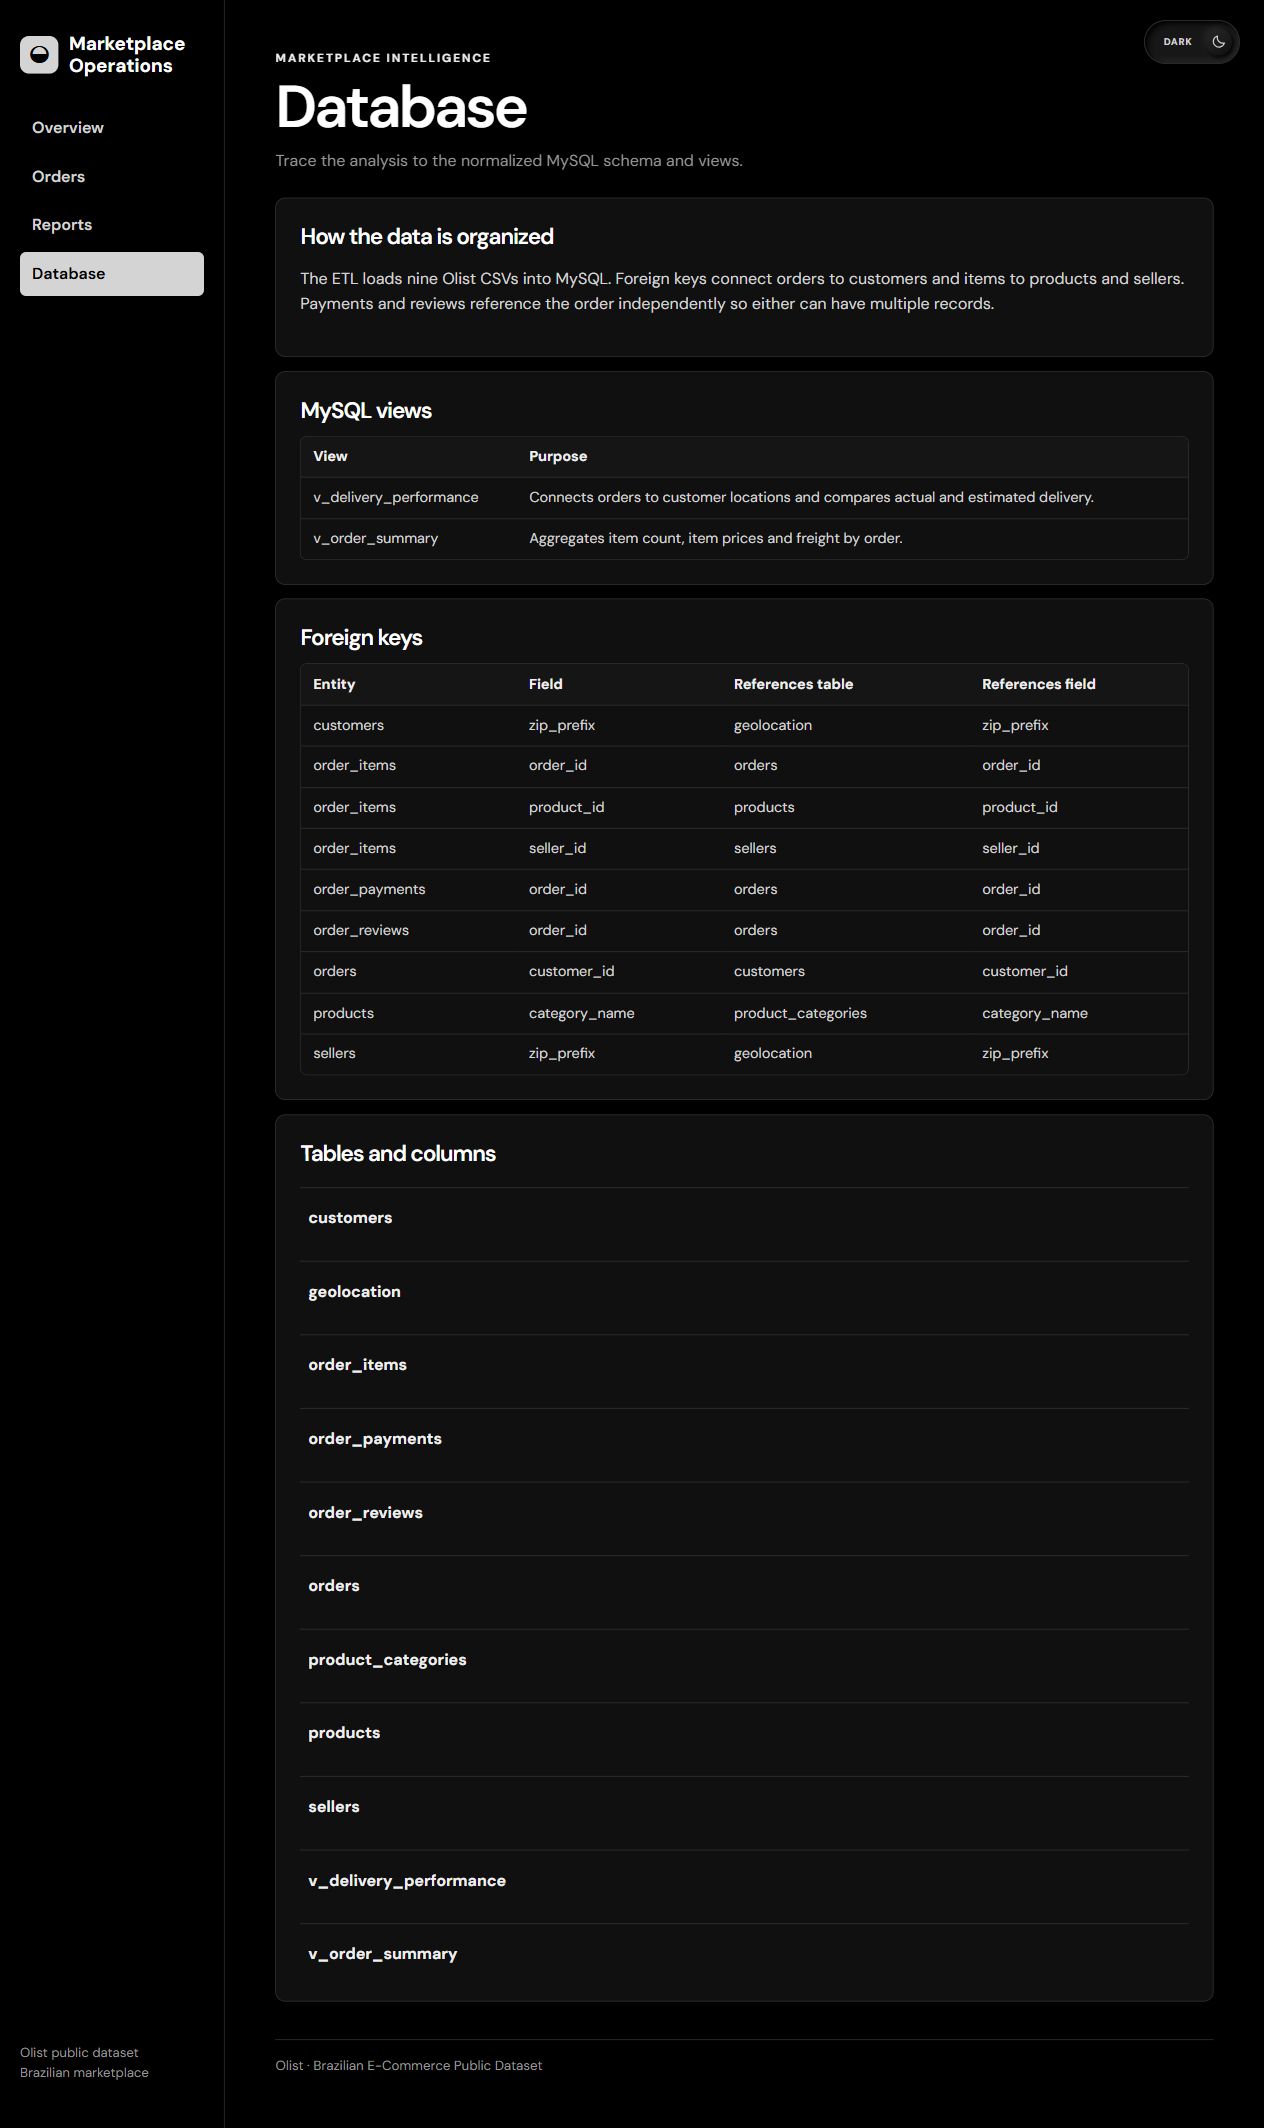 Marketplace
Operations
Overview
Orders
Reports
Database
Olist public dataset
Brazilian marketplace
DARK
MARKETPLACE INTELLIGENCE
Database
Trace the analysis to the normalized MySQL schema and views.
How the data is organized
The ETL loads nine Olist CSVs into MySQL. Foreign keys connect orders to customers and items to products and sellers.
Payments and reviews reference the order independently so either can have multiple records.
MySQL views
View Purpose
v_delivery_performance Connects orders to customer locations and compares actual and estimated delivery.
v_order_summary Aggregates item count, item prices and freight by order.
Foreign keys
Entity Field References table References field
customers zip_prefix geolocation zip_prefix
order_items order_id orders order_id
order_items product_id products product_id
order_items seller_id sellers seller_id
order_payments order_id orders order_id
order_reviews order_id orders order_id
orders customer_id customers customer_id
products category_name product_categories category_name
sellers zip_prefix geolocation zip_prefix
Tables and columns
customers
geolocation
order_items
order_payments
order_reviews
orders
product_categories
products
sellers
v_delivery_performance
v_order_summary
Olist · Brazilian E-Commerce Public Dataset